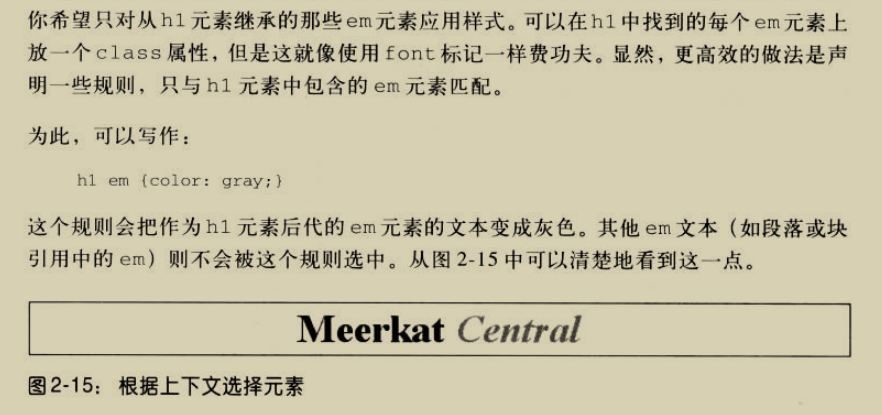 你希望只对从h1元素继承的那些em元素应用样式。可以在h1中找到的每个em元素上
放一个class属性，但是这就像使用font标记一样费功夫。显然，更高效的做法是声
明一些规则，只与h1元素中包含的em元素匹配。
为此，可以写作：
h1 em {color: gray;}
这个规则会把作为h1元素后代的em元素的文本变成灰色。其他em文本（如段落或块
引用中的em）则不会被这个规则选中。从图2-15中可以清楚地看到这一点。
Meerkat Central
图2-15： 根据上下文选择元素